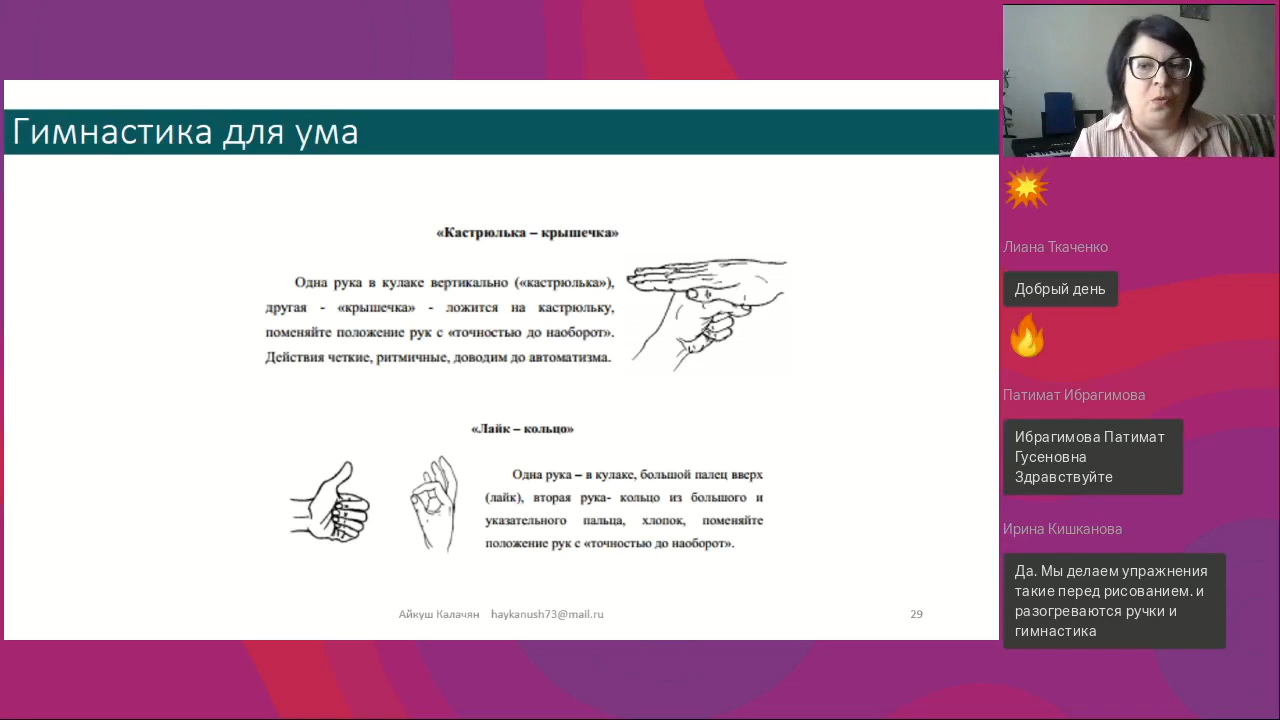 Гимнастика для ума
«Кастрюлька – крышечка»
Одна рука в кулаке вертикально («кастрюлька»),
другая - «крышечка» - ложится на кастрюльку,
поменяйте положение рук с «точностью до наоборот».
Действия четкие, ритмичные, доводим до автоматизма.
«Лайк – кольцо»
Одна рука – в кулаке, большой палец вверх
(лайк), вторая рука- кольцо из большого и
указательного пальца, хлопок, поменяйте
положение рук с «точностью до наоборот».
Айкуш Калачян haykanush73@mail.ru
29
Лиана Ткаченко
Добрый день
Патимат Ибрагимова
Ибрагимова Патимат
Гусеновна
Здравствуйте
Ирина Кишканова
Да. Мы делаем упражнения
такие перед рисованием. и
разогреваются ручки и
гимнастика